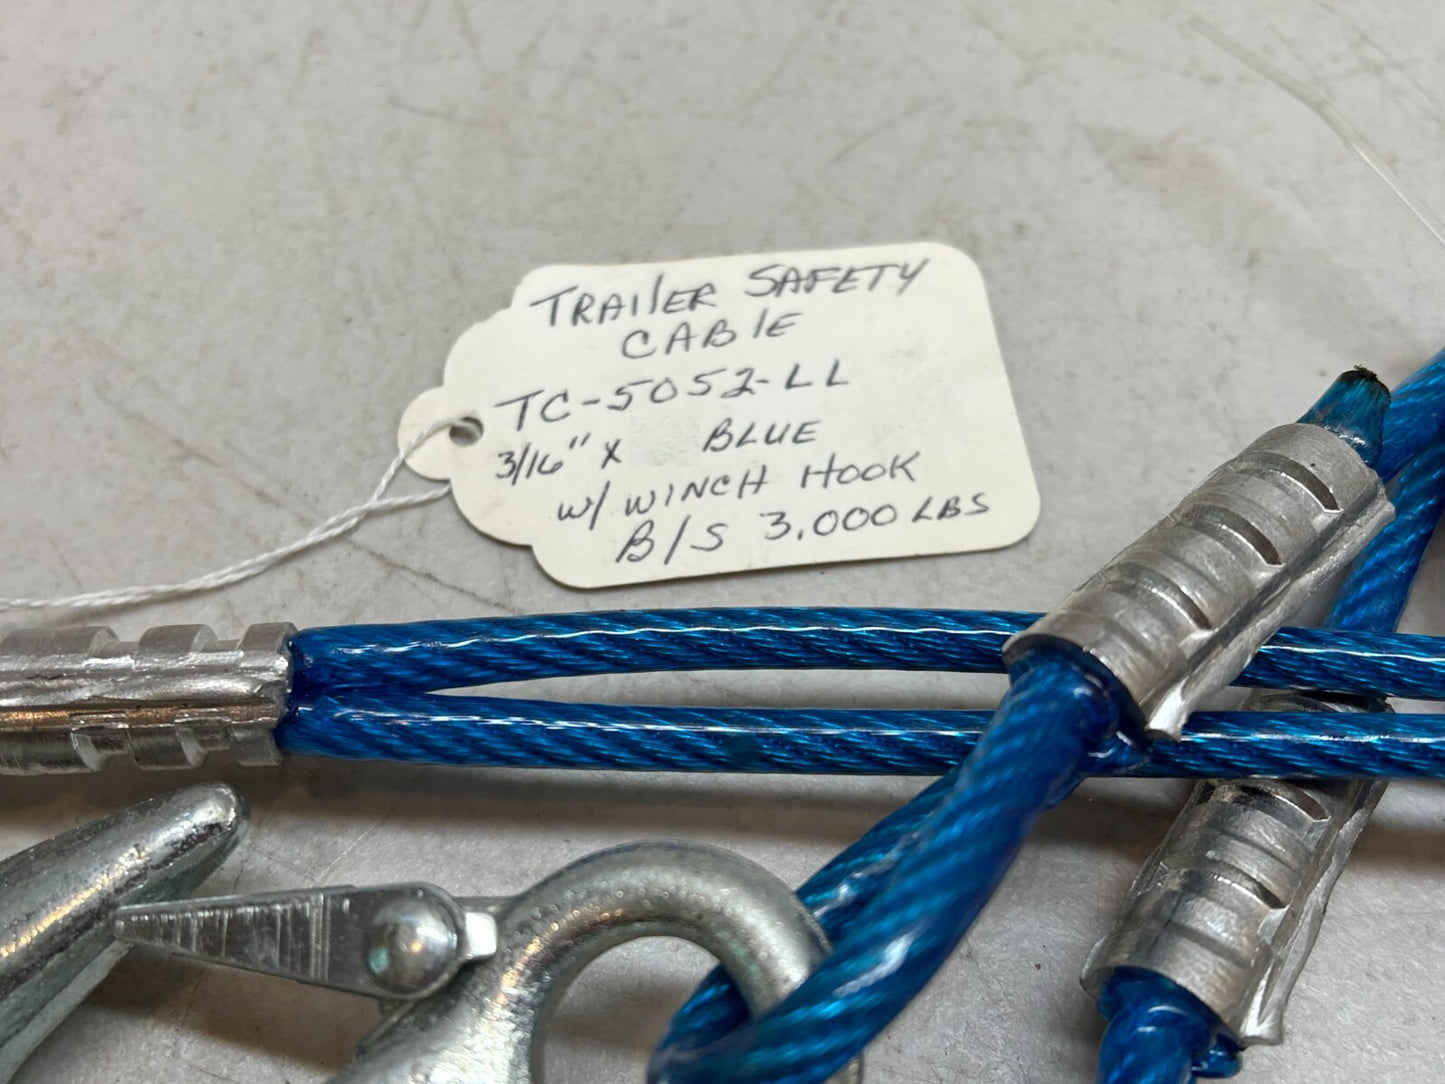 TRAILER SAFETY
CABLE
TC-5052-LL
3/16" X BLUE
W/ WINCH HOOK
B/S 3,000 LBS